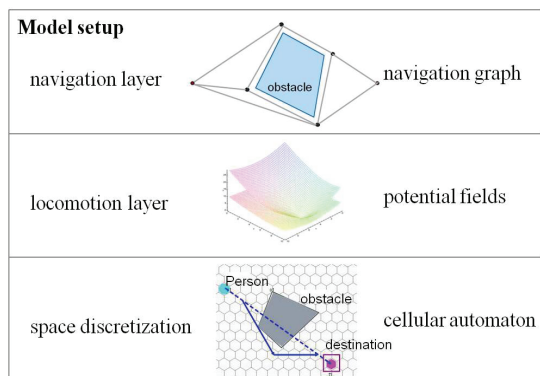 Model setup
navigation layer
obstacle
navigation graph
locomotion layer
potential fields
space discretization
Person
obstacle
destination
cellular automaton